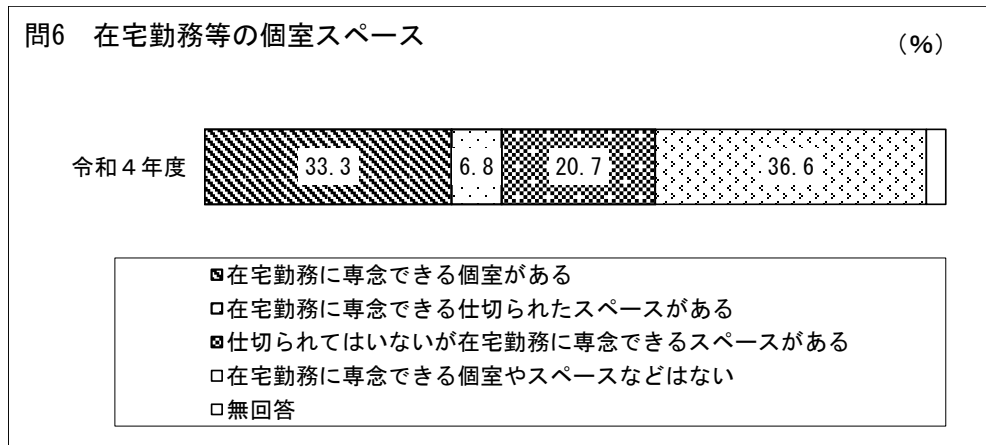 問6　在宅勤務等の個室スペース
（%）
令和４年度 33.3 6.8 20.7 36.6
在宅勤務に専念できる個室がある
在宅勤務に専念できる仕切られたスペースがある
仕切られてはいないが在宅勤務に専念できるスペースがある
在宅勤務に専念できる個室やスペースなどはない
無回答